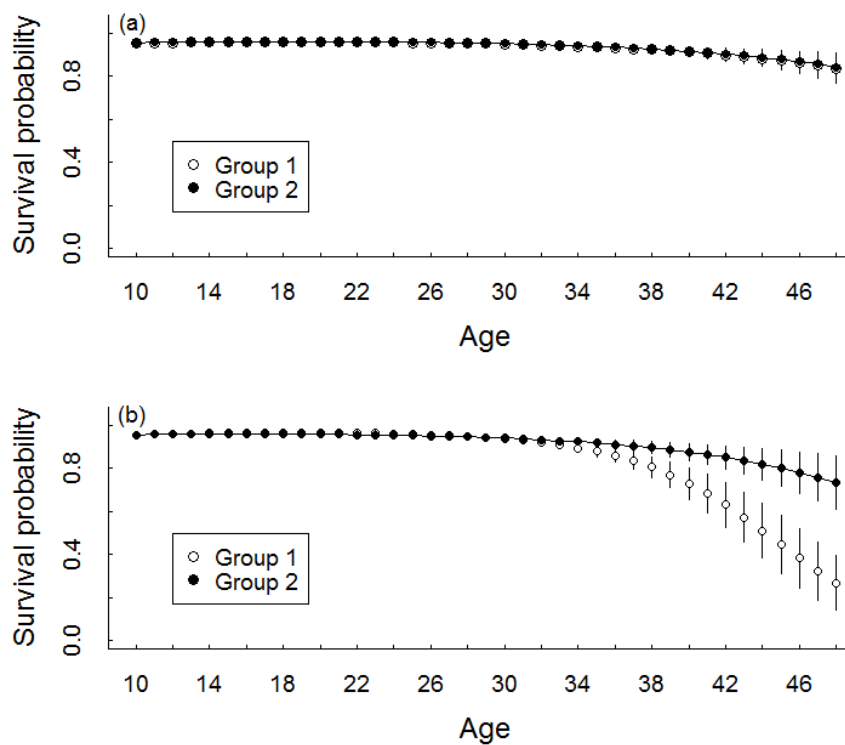 (a)
Survival probability
0.8
0.4
0.0
Group 1
Group 2
10 14 18 22 26 30 34 38 42 46
Age
(b)
Survival probability
0.8
0.4
0.0
Group 1
Group 2
10 14 18 22 26 30 34 38 42 46
Age